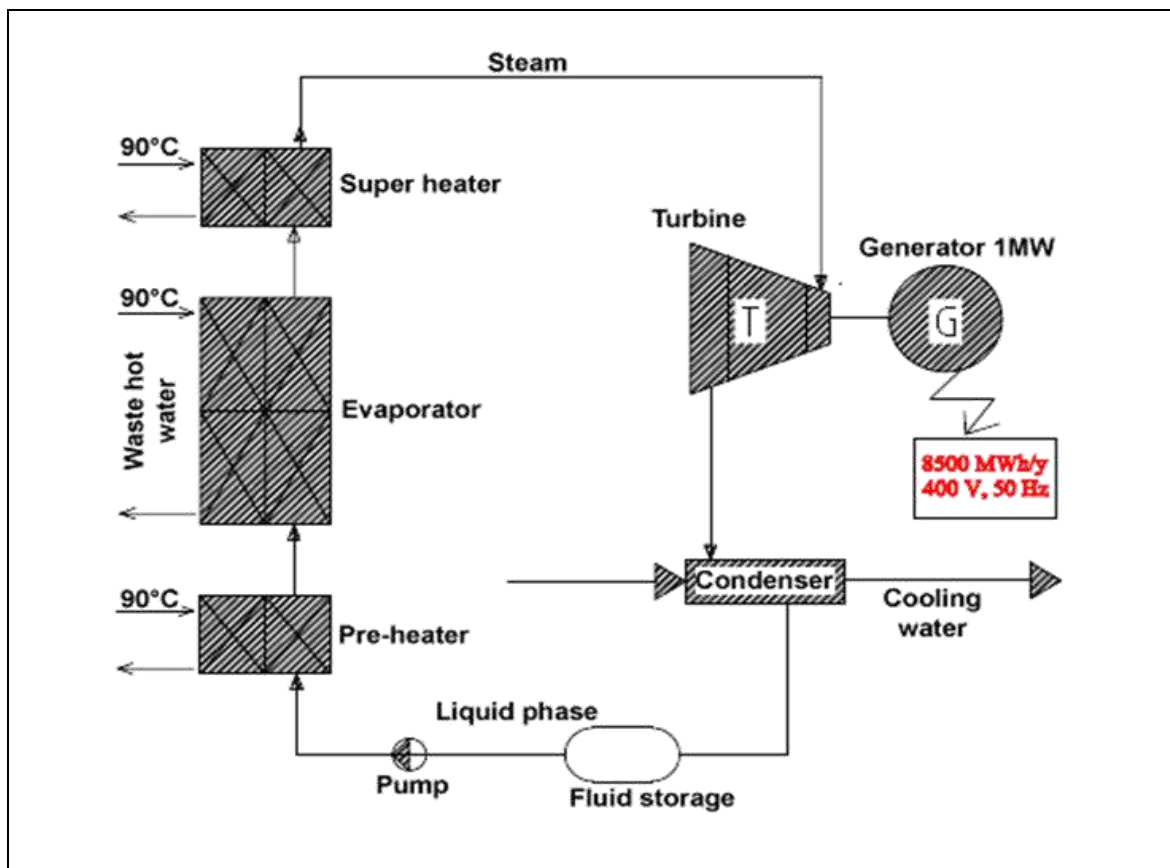 Steam
90°C
Super heater
Turbine
Generator 1MW
T
G
90°C
Waste hot
water
Evaporator
8500 MWh/y
400 V, 50 Hz
Condenser
Cooling
water
90°C
Pre-heater
Liquid phase
Pump
Fluid storage